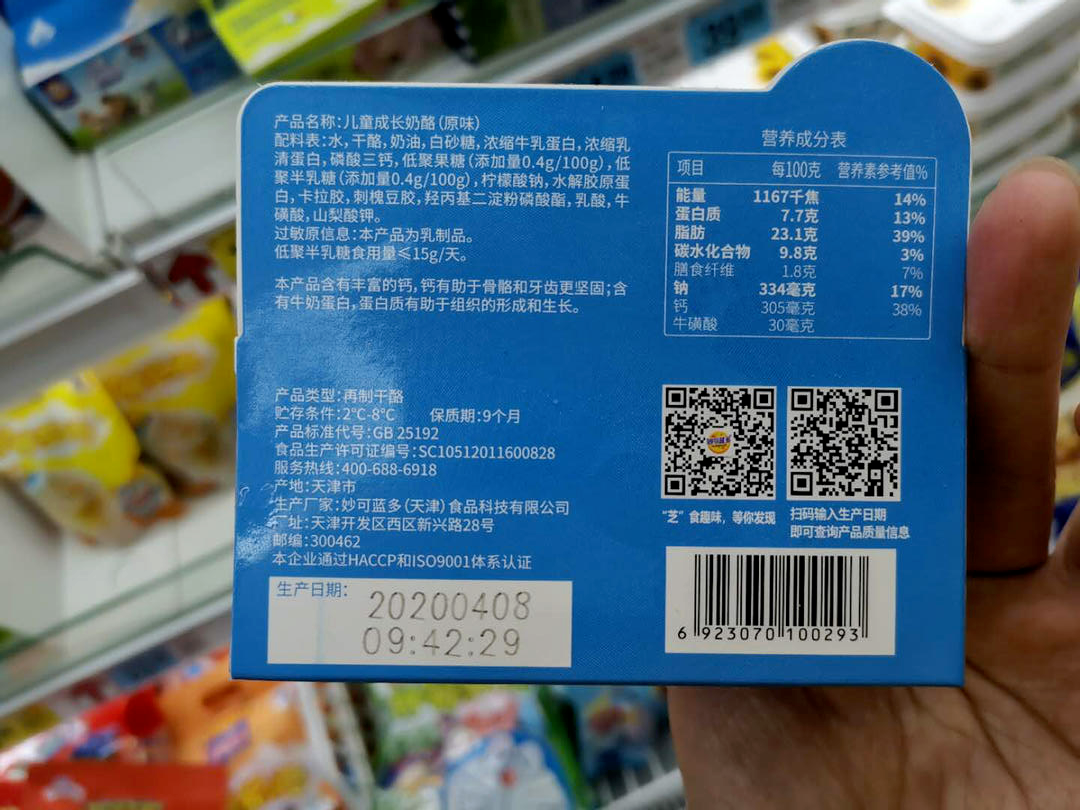 产品名称:儿童成长奶酪(原味)
配料表:水,干酪,奶油,白砂糖,浓缩牛乳蛋白,浓缩乳
清蛋白,磷酸三钙,低聚果糖(添加量0.4g/100g),低
聚半乳糖(添加量0.4g/100g),柠檬酸钠,水解胶原蛋
白,卡拉胶,刺槐豆胶,羟丙基二淀粉磷酸酯,乳酸,牛
磺酸,山梨酸钾。
过敏原信息:本产品为乳制品。
低聚半乳糖食用量≤15g/天。
本产品含有丰富的钙,钙有助于骨骼和牙齿更坚固;含
有牛奶蛋白,蛋白质有助于组织的形成和生长。
营养成分表
项目 每100克 营养素参考值%
能量 1167千焦 14%
蛋白质 7.7克 13%
脂肪 23.1克 39%
碳水化合物 9.8克 3%
膳食纤维 1.8克 7%
钠 334毫克 17%
钙 305毫克 38%
牛磺酸 30毫克
产品类型:再制干酪
贮存条件:2℃-8℃ 保质期:9个月
产品标准代号:GB 25192
食品生产许可证编号:SC10512011600828
服务热线:400-688-6918
产地:天津市
生产厂家:妙可蓝多(天津)食品科技有限公司
厂址:天津开发区西区新兴路28号
邮编:300462
本企业通过HACCP和ISO9001体系认证
生产日期:
20200408
09:42:29
“芝”食趣味,等你发现
扫码输入生产日期
即可查询产品质量信息
6 923070 100293